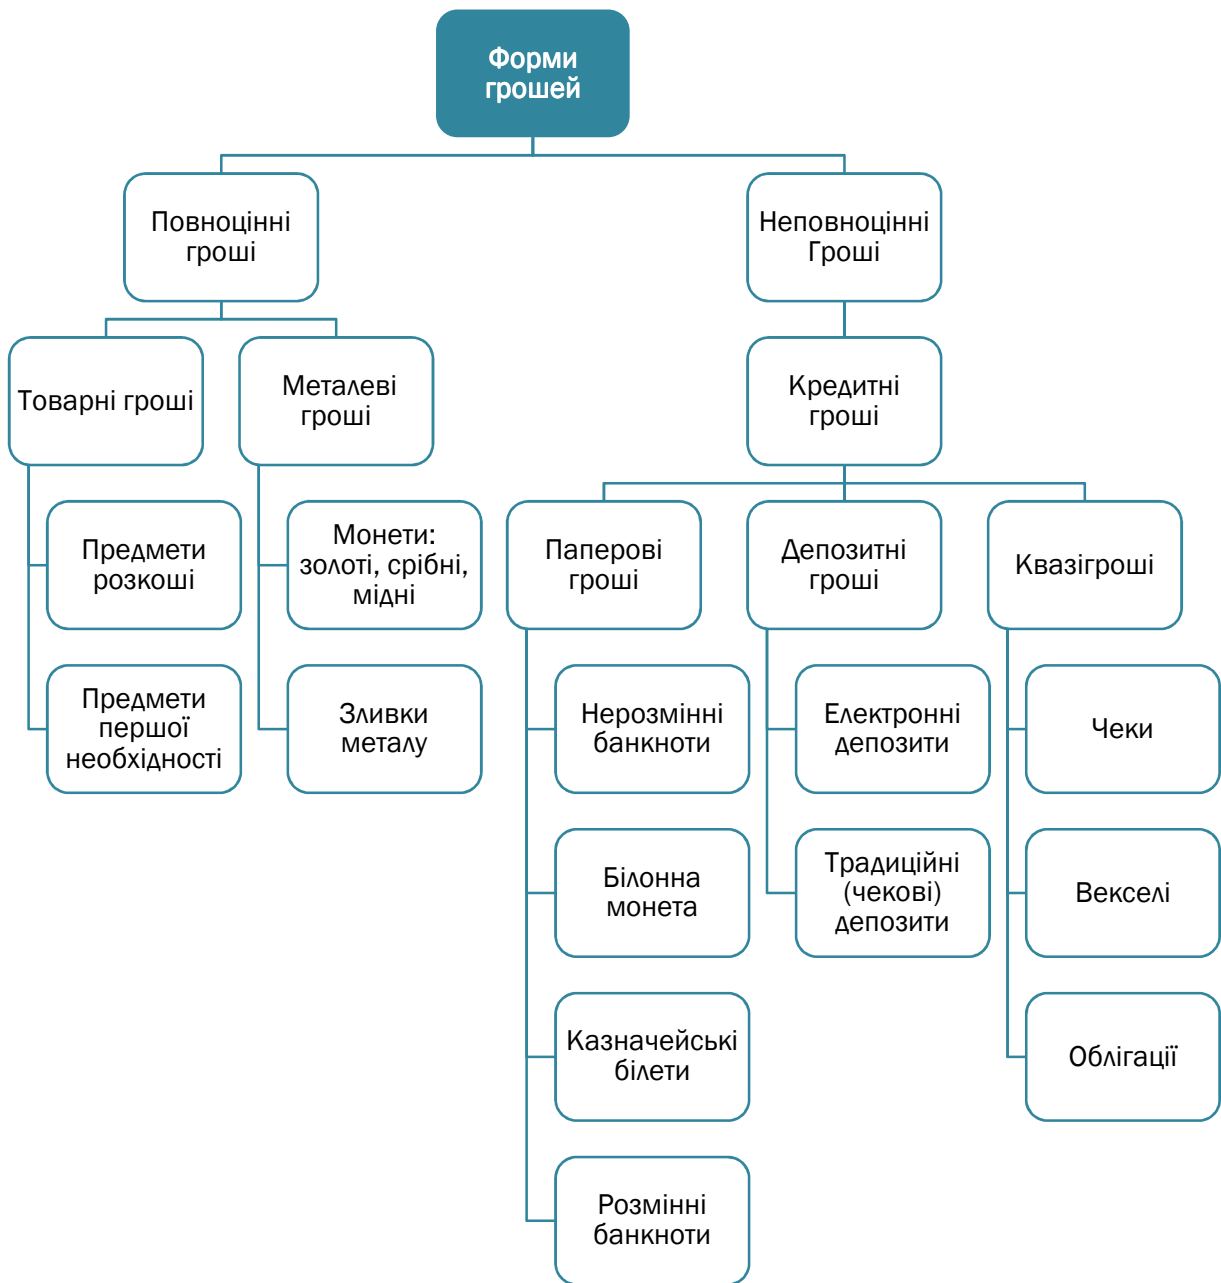 Форми
грошей
Повноцінні
гроші
Неповноцінні
Гроші
Товарні гроші
Металеві
гроші
Кредитні
гроші
Предмети
розкоші
Монети:
золоті, срібні,
мідні
Паперові
гроші
Депозитні
гроші
Квазігроші
Предмети
першої
необхідності
Зливки
металу
Нерозмінні
банкноти
Електронні
депозити
Чеки
Білонна
монета
Традиційні
(чекові)
депозити
Векселі
Казначейські
білети
Облігації
Розмінні
банкноти